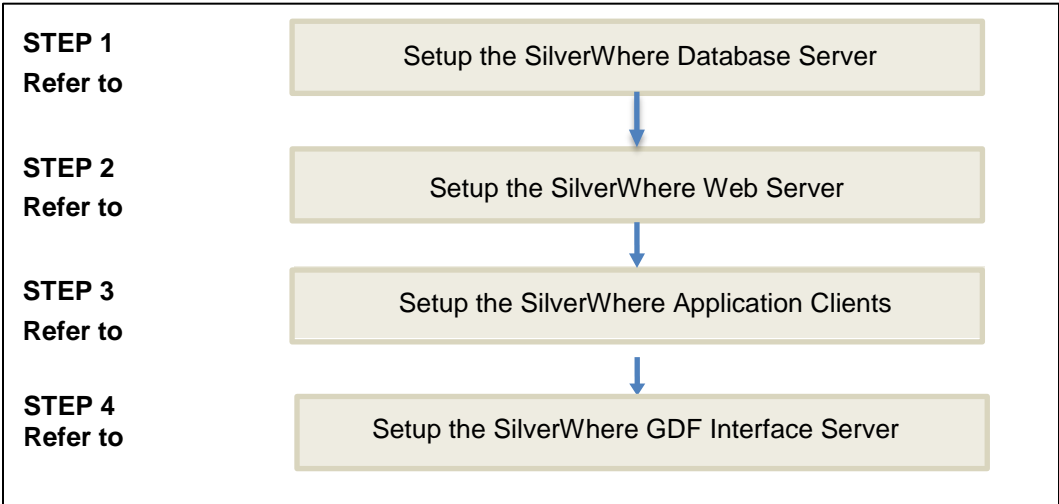 STEP 1
Refer to
Setup the SilverWhere Database Server
STEP 2
Refer to
Setup the SilverWhere Web Server
STEP 3
Refer to
Setup the SilverWhere Application Clients
STEP 4
Refer to
Setup the SilverWhere GDF Interface Server